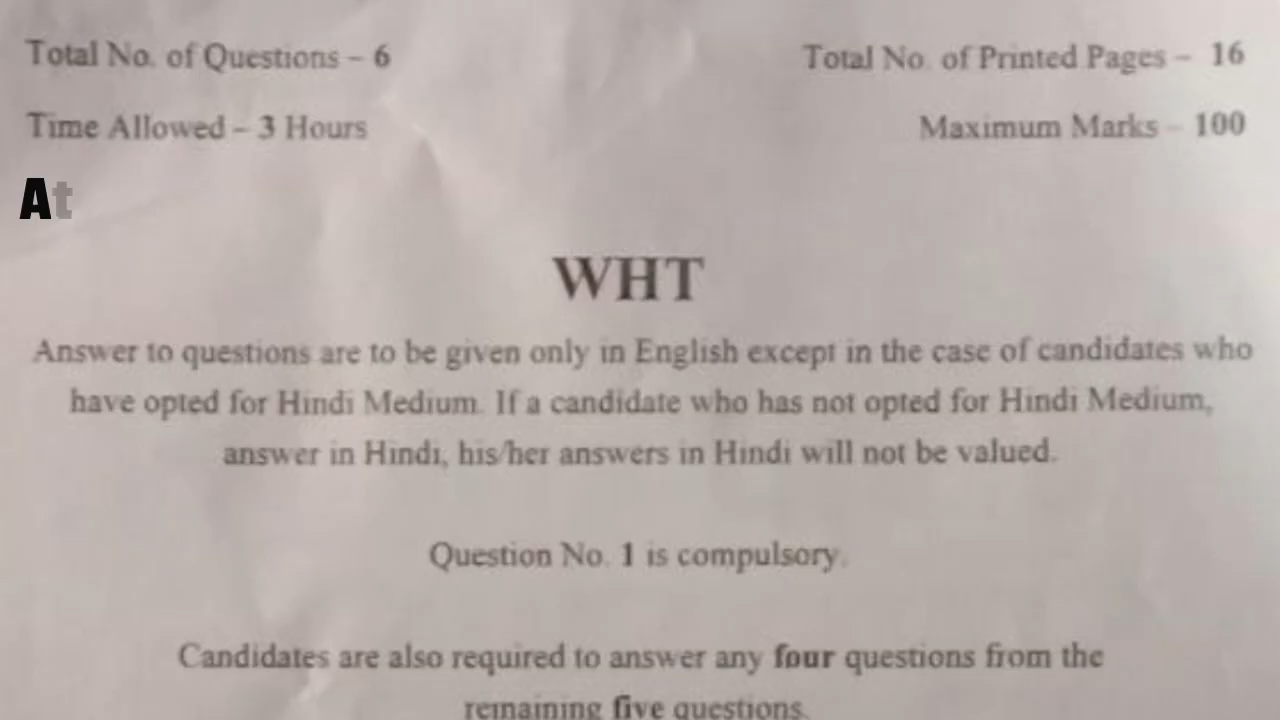 Total No. of Questions – 6
Total No. of Printed Pages – 16
Time Allowed – 3 Hours
Maximum Marks – 100
At
WHT
Answer to questions are to be given only in English except in the case of candidates who
have opted for Hindi Medium. If a candidate who has not opted for Hindi Medium,
answer in Hindi, his/her answers in Hindi will not be valued.
Question No. 1 is compulsory.
Candidates are also required to answer any four questions from the
remaining five questions.